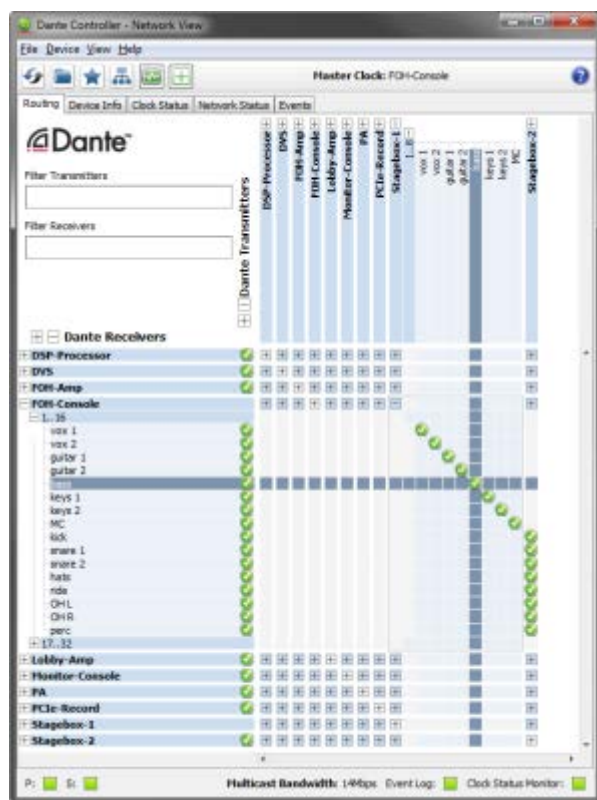 Dante Controller - Network View
File Device View Help
Master Clock: FOH-Console
?
Routing Device Info Clock Status Network Status Events
Dante™
Filter Transmitters
Filter Receivers
Dante Transmitters
DSP-Processor
DVS
FOH-Amp
FOH-Console
Lobby-Amp
Monitor-Console
PA
PCIe-Record
Stagebox-1
1..8
vox 1
vox 2
guitar 1
guitar 2
keys 1
keys 2
MC
Stagebox-2
Dante Receivers
DSP-Processor
DVS
FOH-Amp
FOH-Console
1..16
vox 1
vox 2
guitar 1
guitar 2
keys 1
keys 2
MC
kick
snare 1
snare 2
hats
ride
OH L
OH R
perc
17..32
Lobby-Amp
Monitor-Console
PA
PCIe-Record
Stagebox-1
Stagebox-2
P: S: Multicast Bandwidth: 14Mbps Event Log: Clock Status Monitor: